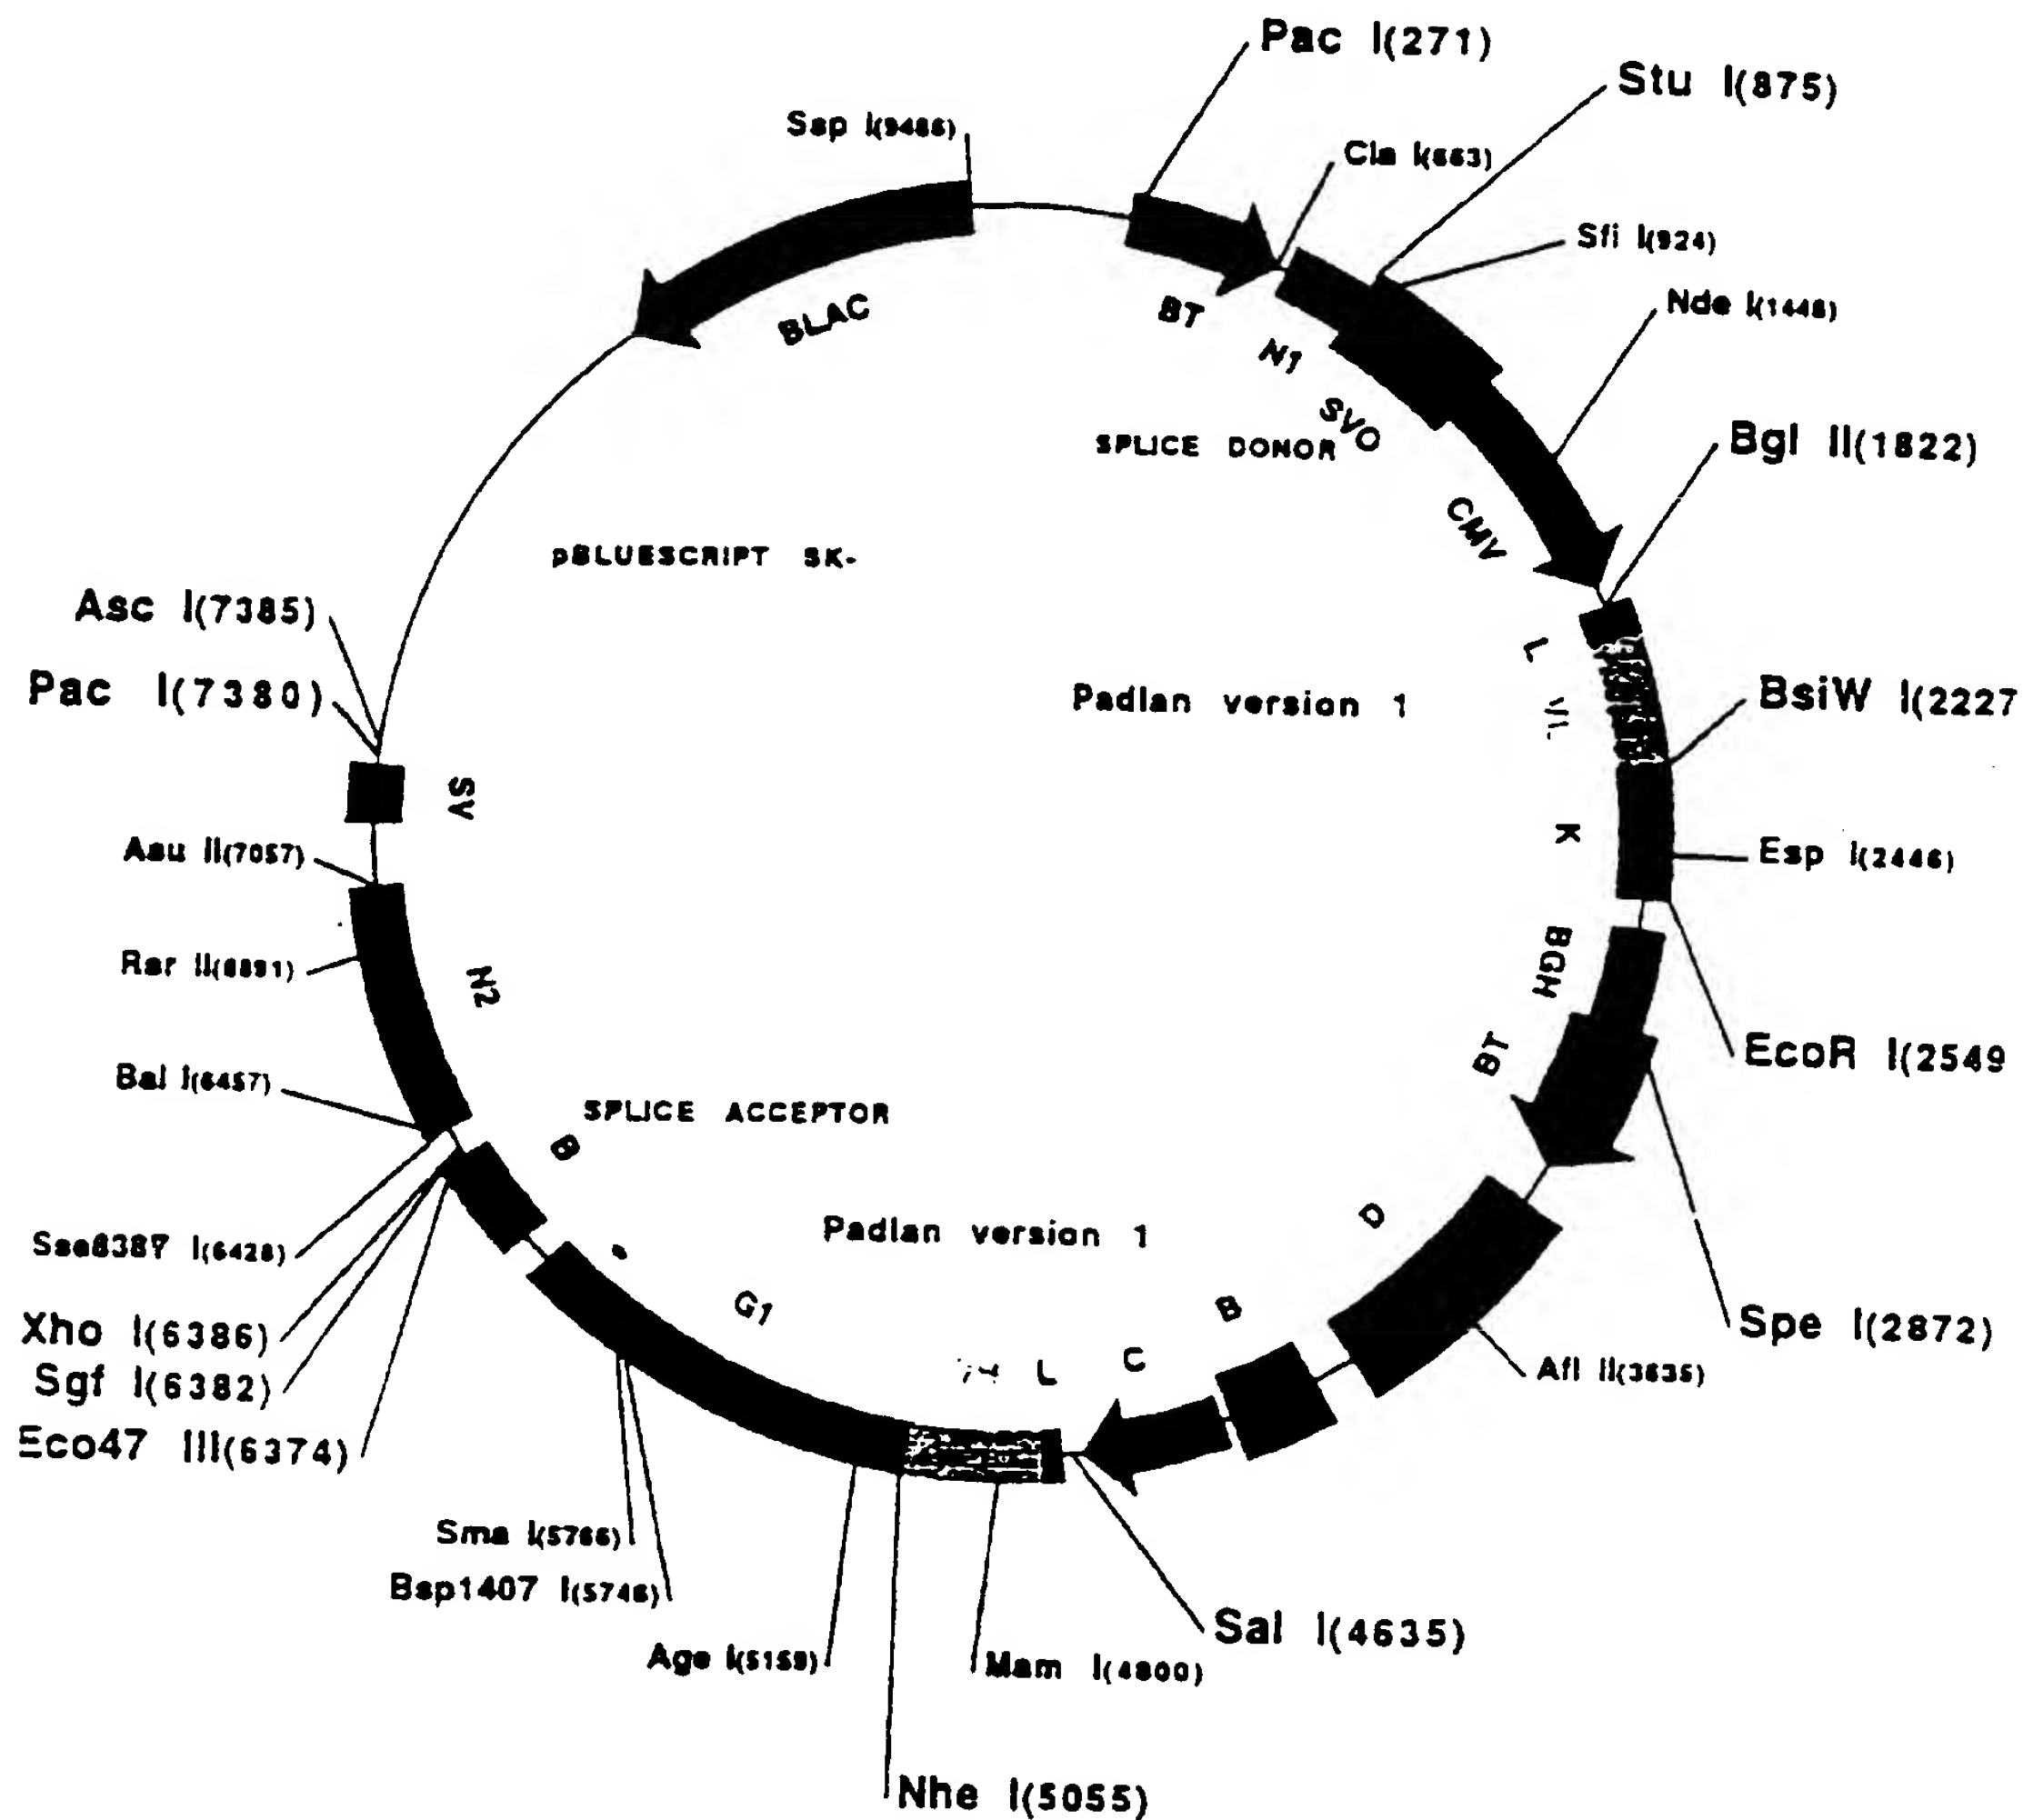 Pac I(271)
Stu I(875)
Ssp I(9486)
Cla I(663)
Sfi I(924)
Nde I(1448)
BLAC
BT
N1
SVO
SPLICE DONOR
Bgl II(1822)
CMV
pBLUESCRIPT SK-
Asc I(7385)
L
Pac I(7380)
Padlan version 1
BsiW I(2227
VL
SV
K
Asu II(7057)
Esp I(2446)
BGH
Rsr II(6891)
N2
EcoR I(2549
BT
Bal I(6457)
SPLICE ACCEPTOR
B
D
Sse8387 I(6428)
Padlan version 1
G1
B
Xho I(6386)
Spe I(2872)
Sgf I(6382)
L
C
Afl II(3635)
Eco47 III(6374)
Sma I(5766)
Bsp1407 I(5746)
Sal I(4635)
Age I(5159)
Mam I(4800)
Nhe I(5055)